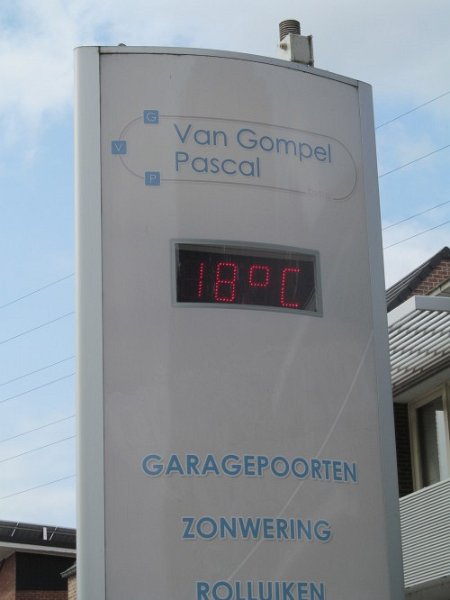 G
Van Gompel
V
Pascal
P
18°C
GARAGEPOORTEN
ZONWERING
ROLLUIKEN